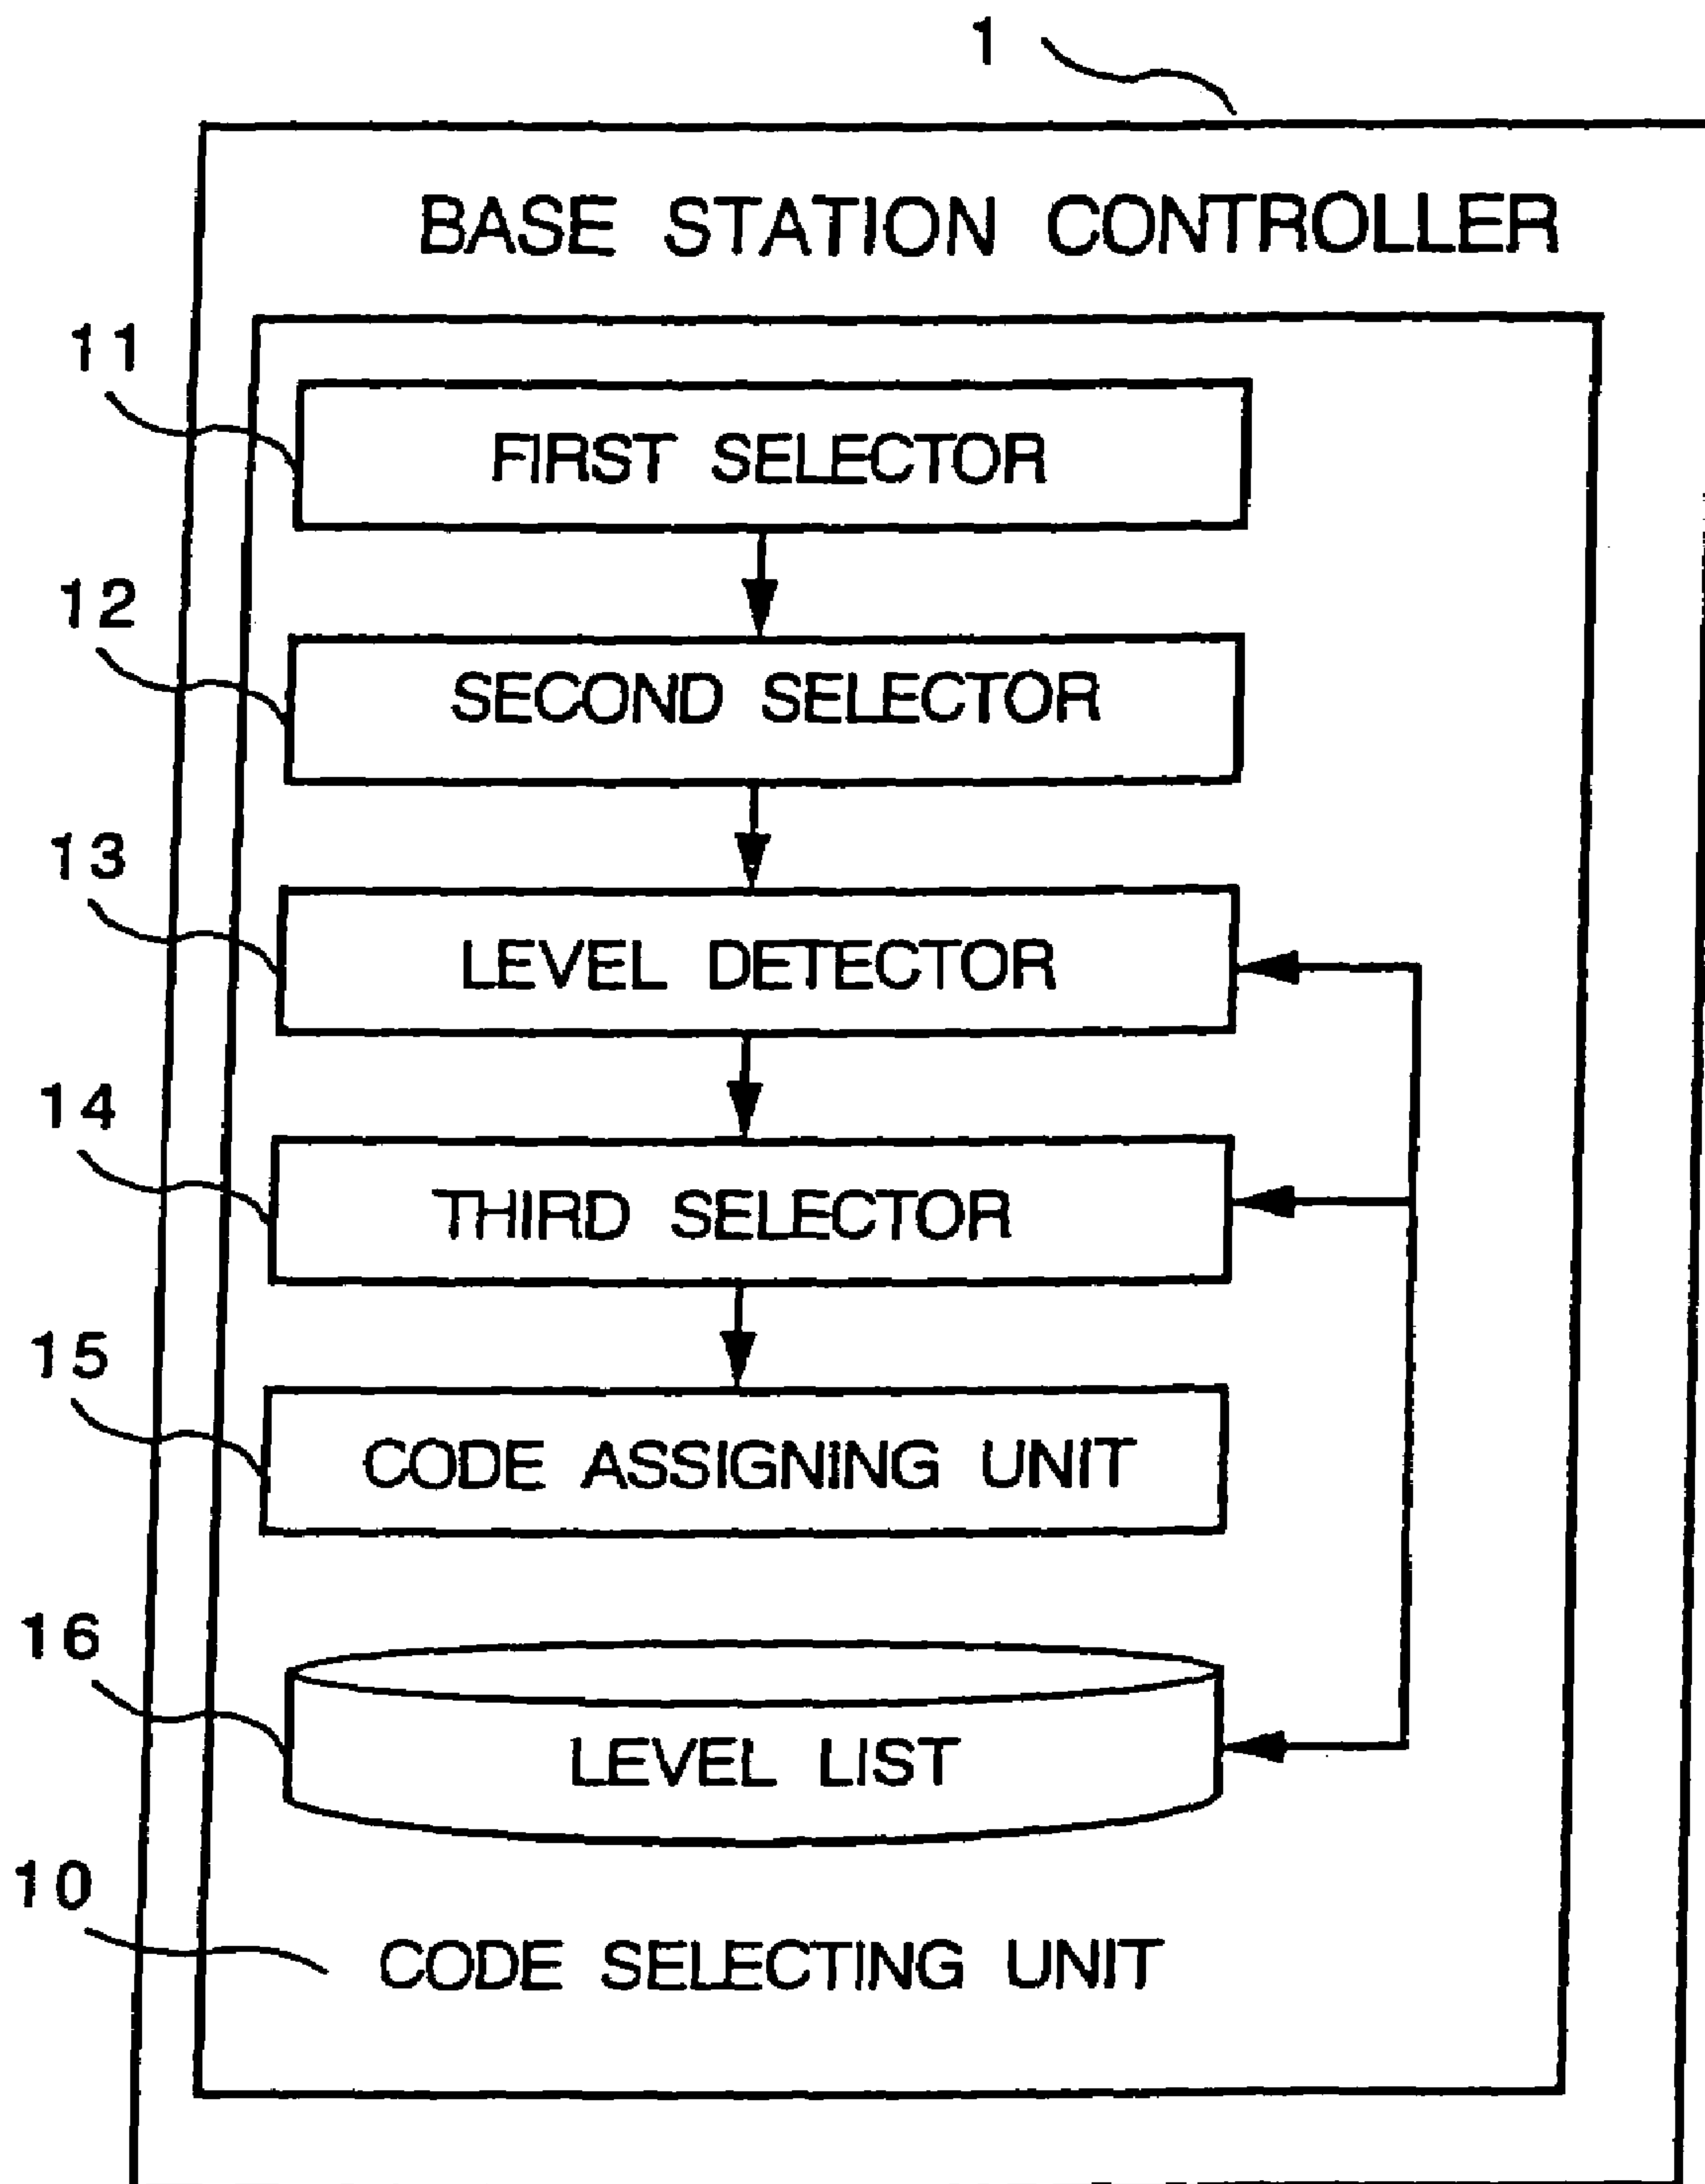 1
BASE STATION CONTROLLER
11
FIRST SELECTOR
12
SECOND SELECTOR
13
LEVEL DETECTOR
14
THIRD SELECTOR
15
CODE ASSIGNING UNIT
16
LEVEL LIST
10
CODE SELECTING UNIT